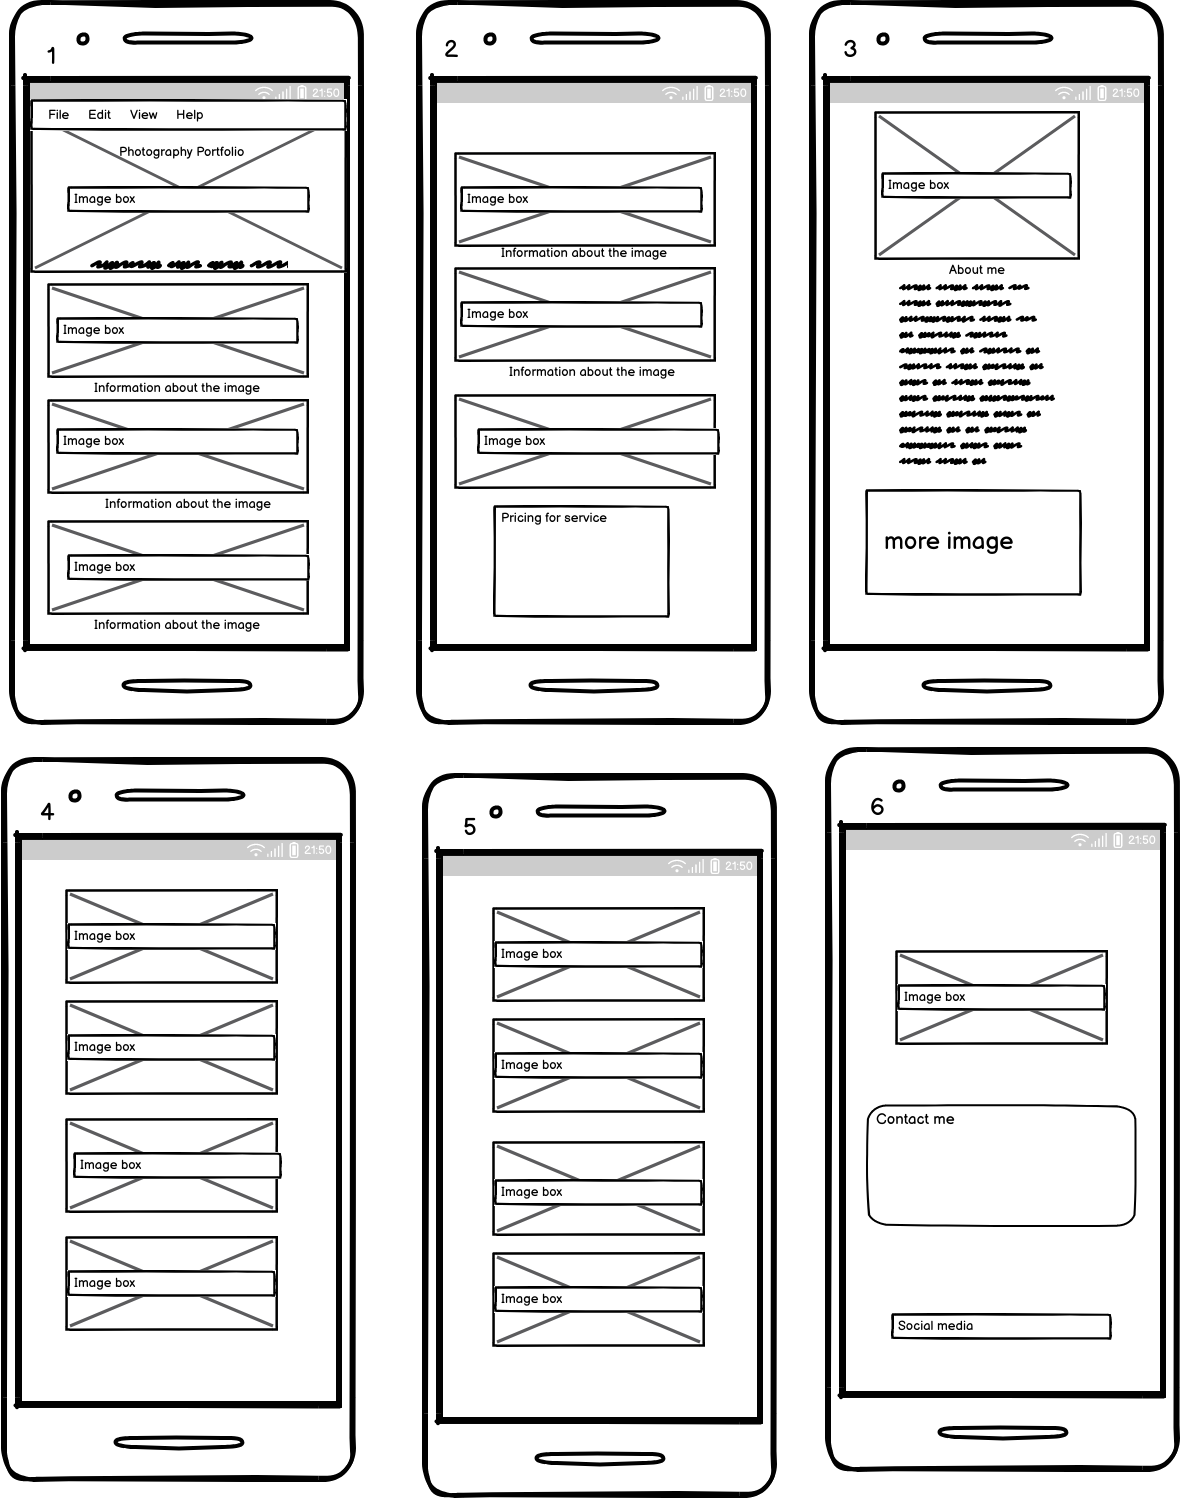 1
21:50
File Edit View Help
Photography Portfolio
Image box
Image box
Information about the image
Image box
Information about the image
Image box
Information about the image
2
21:50
Image box
Information about the image
Image box
Information about the image
Image box
Pricing for service
3
21:50
Image box
About me
more image
4
21:50
Image box
Image box
Image box
Image box
5
21:50
Image box
Image box
Image box
Image box
6
21:50
Image box
Contact me
Social media